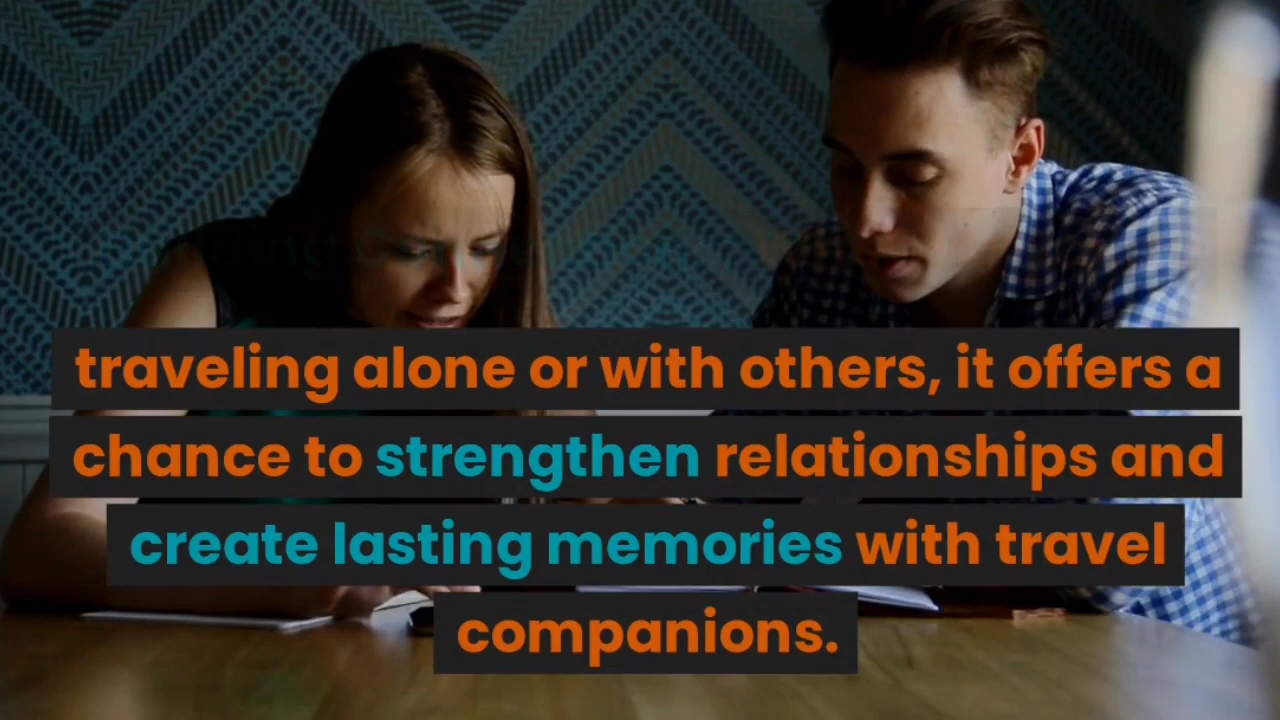 traveling alone or with others, it offers a
chance to strengthen relationships and
create lasting memories with travel
companions.